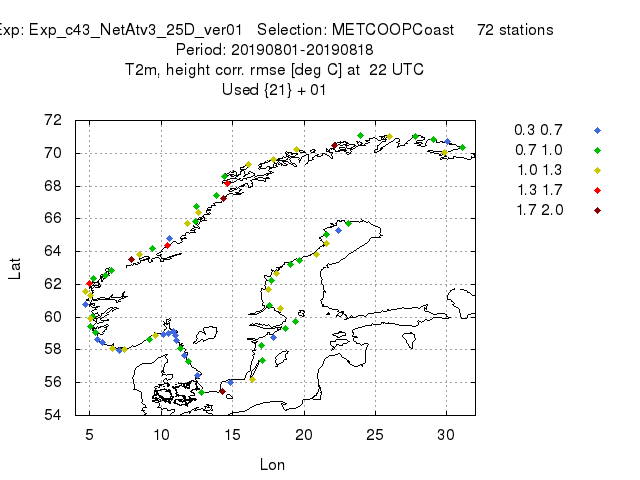 Exp: Exp_c43_NetAtv3_25D_ver01 Selection: METCOOPCoast 72 stations
Period: 20190801-20190818
T2m, height corr. rmse [deg C] at 22 UTC
Used {21} + 01
72
70
68
66
64
62
60
58
56
54
5 10 15 20 25 30
Lat
Lon
0.3 0.7
0.7 1.0
1.0 1.3
1.3 1.7
1.7 2.0